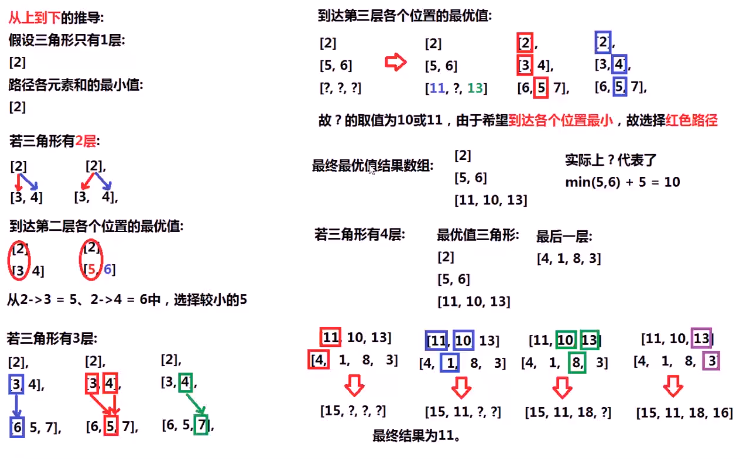 从上到下的推导:
假设三角形只有1层:
[2]
路径各元素和的最小值:
[2]
若三角形有2层:
[2] [2],
[3, 4] [3, 4],
到达第二层各个位置的最优值:
[2] [2]
[3, 4] [5, 6]
从2->3 = 5、2->4 = 6中，选择较小的5
若三角形有3层:
[2], [2], [2],
[3, 4], [3, 4], [3, 4],
[6, 5, 7], [6, 5, 7], [6, 5, 7],
到达第三层各个位置的最优值:
[2] [2] [2], [2],
[5, 6] [5, 6] [3, 4], [3, 4],
[?, ?, ?] [11, ?, 13] [6, 5, 7], [6, 5, 7],
故？的取值为10或11，由于希望到达各个位置最小，故选择红色路径
最终最优值结果数组:
[2]
[5, 6]
[11, 10, 13]
实际上？代表了
min(5,6) + 5 = 10
若三角形有4层: 最优值三角形: 最后一层:
[2] [4, 1, 8, 3]
[5, 6]
[11, 10, 13]
11, 10, 13] [11, 10, 13] [11, 10, 13] [11, 10, 13]
[4, 1, 8, 3] [4, 1, 8, 3] [4, 1, 8, 3] [4, 1, 8, 3]
[15, ?, ?, ?] [15, 11, ?, ?] [15, 11, 18, ?] [15, 11, 18, 16]
最终结果为11。